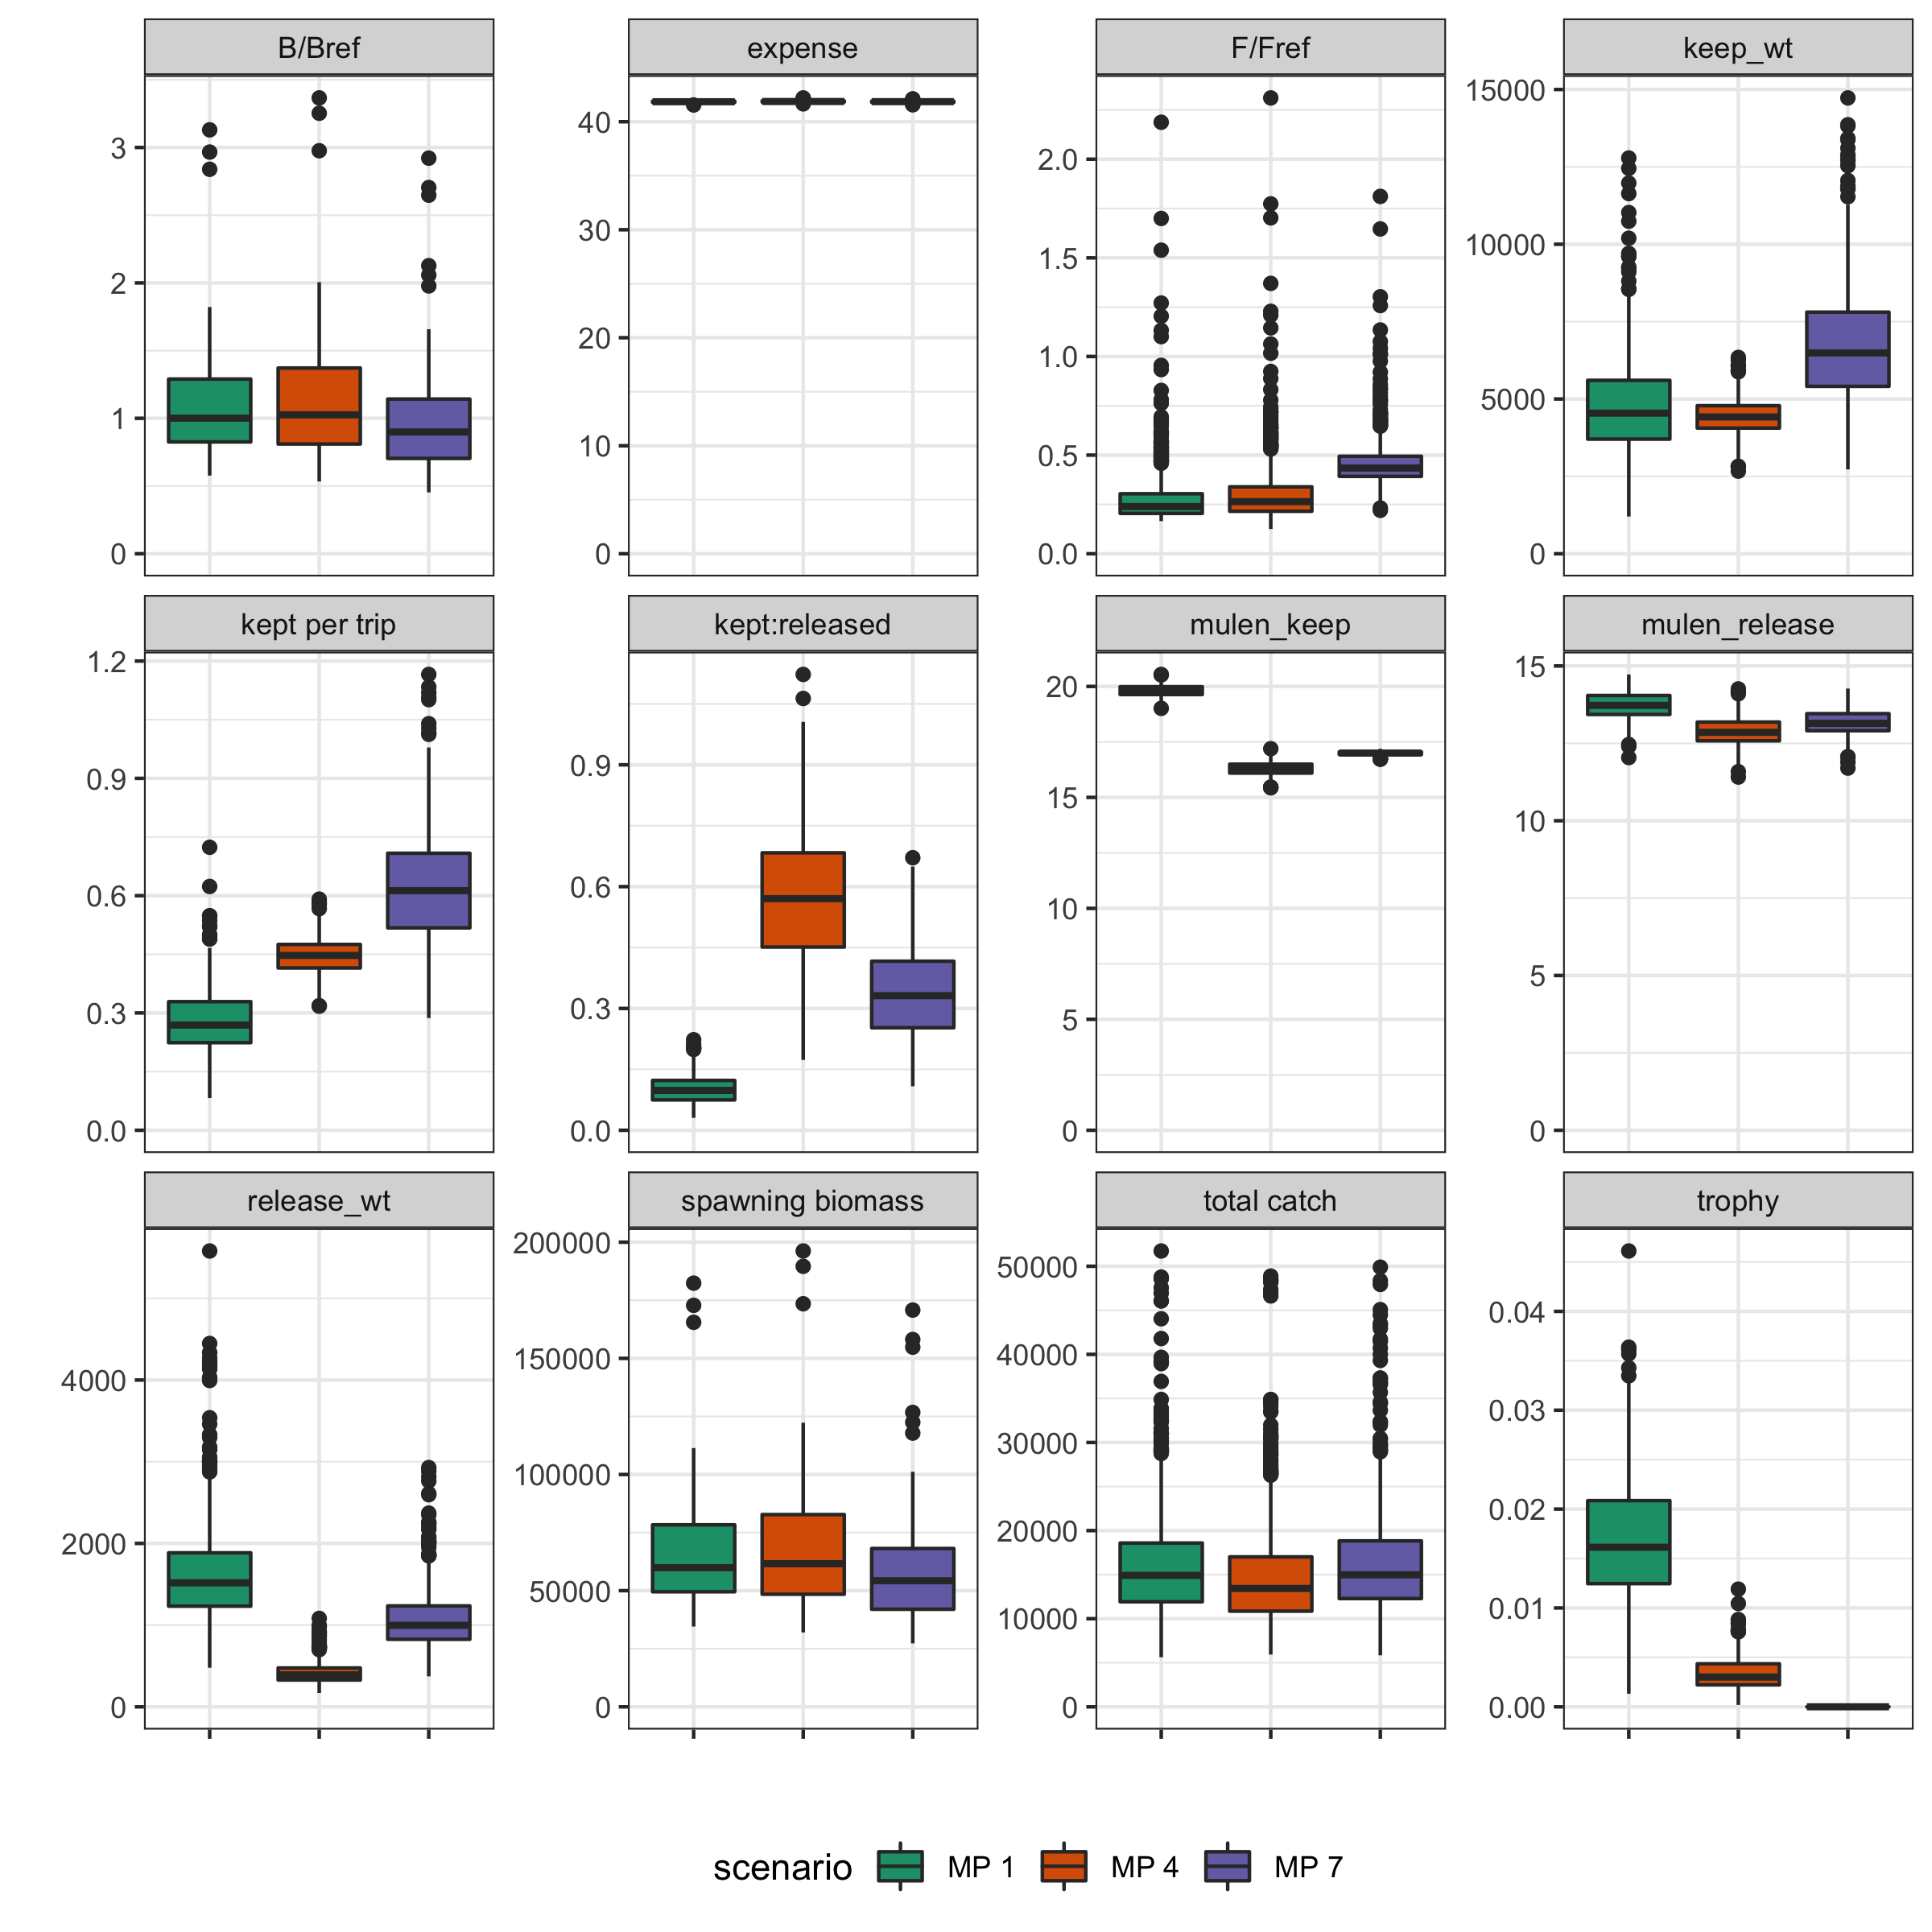 B/Bref expense F/Fref keep_wt
3 2 1 0
40 30 20 10 0
2.0 1.5 1.0 0.5 0.0
15000 10000 5000 0
kept per trip kept:released mulen_keep mulen_release
1.2 0.9 0.6 0.3 0.0
0.9 0.6 0.3 0.0
20 15 10 5 0
15 10 5 0
release_wt spawning biomass total catch trophy
4000 2000 0
200000 150000 100000 50000 0
50000 40000 30000 20000 10000 0
0.04 0.03 0.02 0.01 0.00
scenario MP 1 MP 4 MP 7